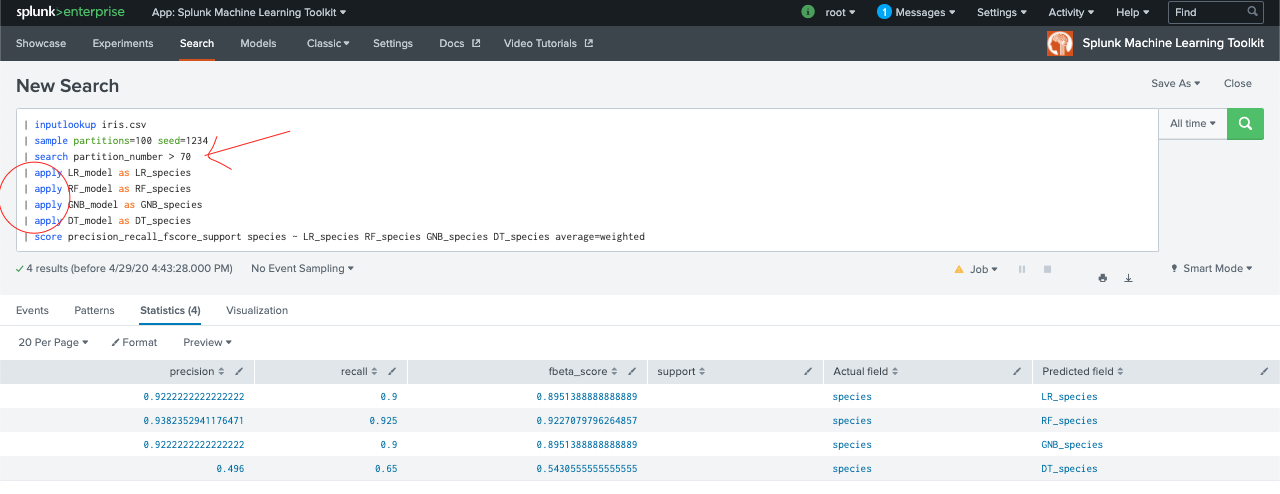 splunk>enterprise App: Splunk Machine Learning Toolkit i root 1 Messages Settings Activity Help Find
Showcase Experiments Search Models Classic Settings Docs Video Tutorials Splunk Machine Learning Toolkit
New Search Save As Close
| inputlookup iris.csv All time
| sample partitions=100 seed=1234
| search partition_number > 70
| apply LR_model as LR_species
| apply RF_model as RF_species
| apply GNB_model as GNB_species
| apply DT_model as DT_species
| score precision_recall_fscore_support species ~ LR_species RF_species GNB_species DT_species average=weighted
4 results (before 4/29/20 4:43:28.000 PM) No Event Sampling Job Smart Mode
Events Patterns Statistics (4) Visualization
20 Per Page Format Preview
precision recall fbeta_score support Actual field Predicted field
0.9222222222222222 0.9 0.8951388888888889 species LR_species
0.9382352941176471 0.925 0.9227079796264857 species RF_species
0.9222222222222222 0.9 0.8951388888888889 species GNB_species
0.496 0.65 0.5430555555555555 species DT_species